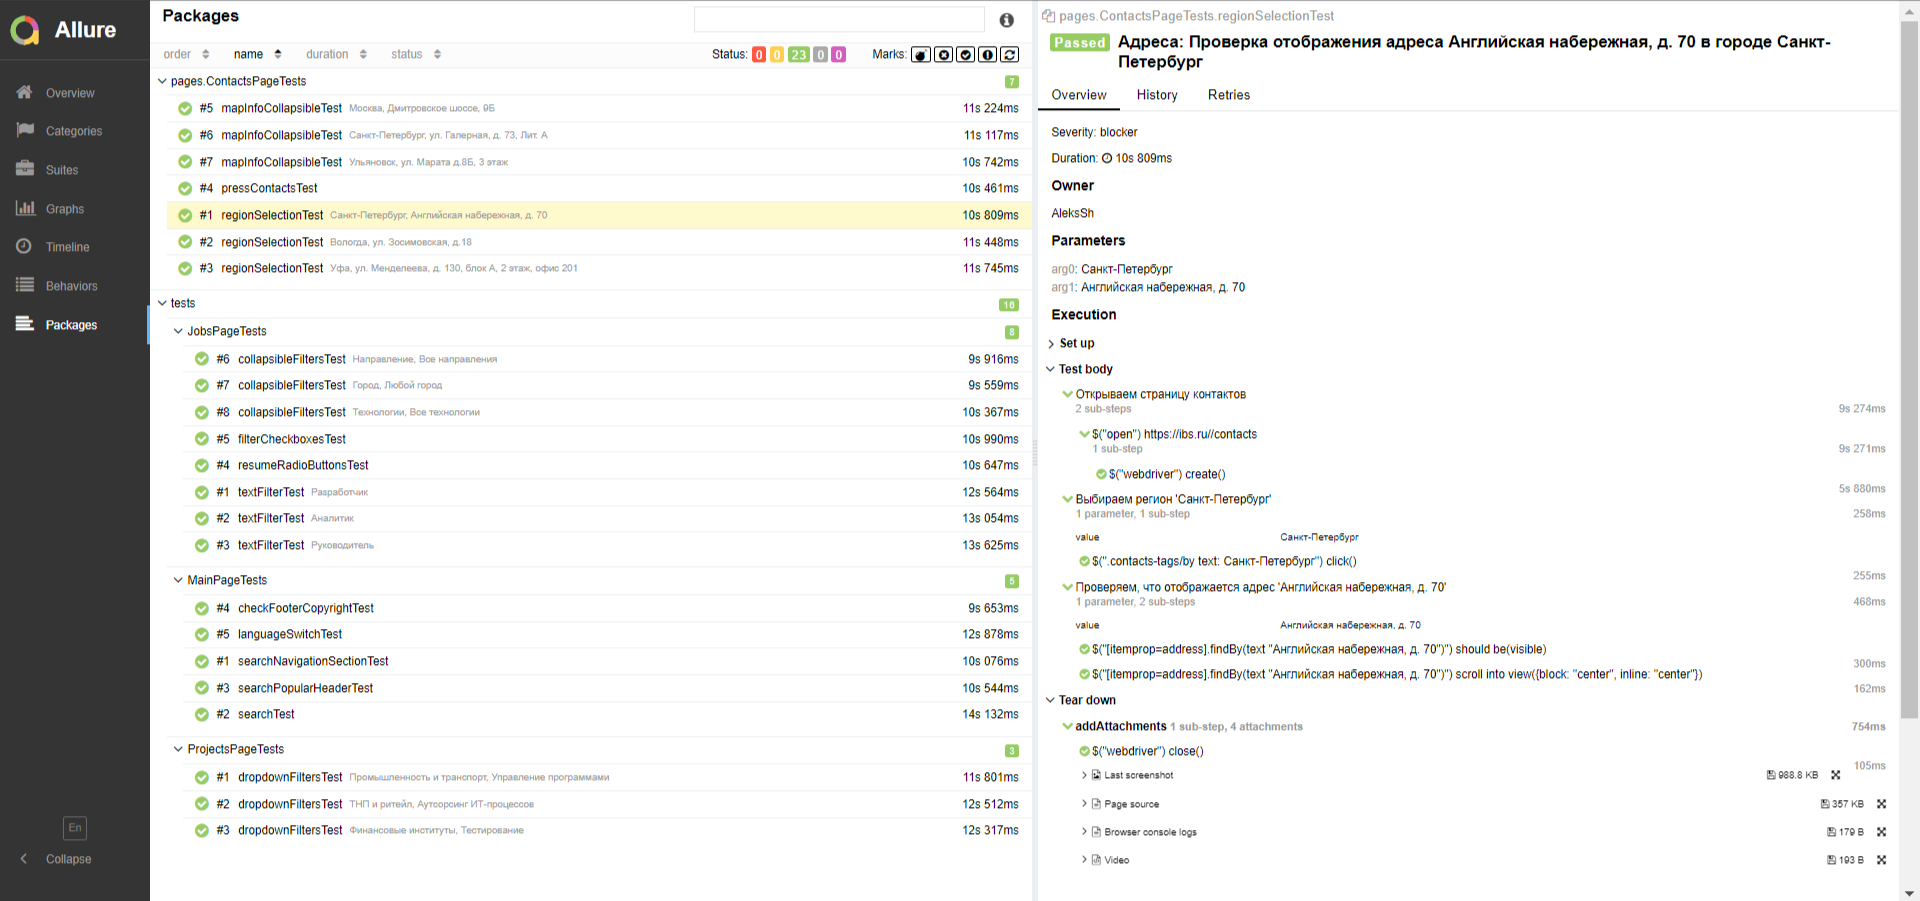 Allure
Overview
Categories
Suites
Graphs
Timeline
Behaviors
Packages
En
Collapse
Packages
order name duration status
Status: 0 0 23 0 0 Marks:
pages.ContactsPageTests 7
#5 mapInfoCollapsibleTest Москва, Дмитровское шоссе, 9Б 11s 224ms
#6 mapInfoCollapsibleTest Санкт-Петербург, ул. Галерная, д. 73, Лит. А 11s 117ms
#7 mapInfoCollapsibleTest Ульяновск, ул. Марата д.8Б, 3 этаж 10s 742ms
#4 pressContactsTest 10s 461ms
#1 regionSelectionTest Санкт-Петербург, Английская набережная, д. 70 10s 809ms
#2 regionSelectionTest Вологда, ул. Зосимовская, д.18 11s 448ms
#3 regionSelectionTest Уфа, ул. Менделеева, д. 130, блок А, 2 этаж, офис 201 11s 745ms
tests 16
JobsPageTests 8
#6 collapsibleFiltersTest Направление, Все направления 9s 916ms
#7 collapsibleFiltersTest Город, Любой город 9s 559ms
#8 collapsibleFiltersTest Технологии, Все технологии 10s 367ms
#5 filterCheckboxesTest 10s 990ms
#4 resumeRadioButtonsTest 10s 647ms
#1 textFilterTest Разработчик 12s 564ms
#2 textFilterTest Аналитик 13s 054ms
#3 textFilterTest Руководитель 13s 625ms
MainPageTests 5
#4 checkFooterCopyrightTest 9s 653ms
#5 languageSwitchTest 12s 878ms
#1 searchNavigationSectionTest 10s 076ms
#3 searchPopularHeaderTest 10s 544ms
#2 searchTest 14s 132ms
ProjectsPageTests 3
#1 dropdownFiltersTest Промышленность и транспорт, Управление программами 11s 801ms
#2 dropdownFiltersTest ТНП и ритейл, Аутсорсинг ИТ-процессов 12s 512ms
#3 dropdownFiltersTest Финансовые институты, Тестирование 12s 317ms
pages.ContactsPageTests.regionSelectionTest
Passed Адреса: Проверка отображения адреса Английская набережная, д. 70 в городе Санкт-
Петербург
Overview History Retries
Severity: blocker
Duration: 10s 809ms
Owner
AleksSh
Parameters
arg0: Санкт-Петербург
arg1: Английская набережная, д. 70
Execution
Set up
Test body
Открываем страницу контактов
2 sub-steps 9s 274ms
$("open") https://ibs.ru//contacts
1 sub-step 9s 271ms
$("webdriver") create()
5s 880ms
Выбираем регион 'Санкт-Петербург'
1 parameter, 1 sub-step 258ms
value Санкт-Петербург
$(".contacts-tags/by text: Санкт-Петербург") click()
255ms
Проверяем, что отображается адрес 'Английская набережная, д. 70'
1 parameter, 2 sub-steps 468ms
value Английская набережная, д. 70
$("[itemprop=address].findBy(text "Английская набережная, д. 70")") should be(visible)
300ms
$("[itemprop=address].findBy(text "Английская набережная, д. 70")") scroll into view({block: "center", inline: "center"})
162ms
Tear down
addAttachments 1 sub-step, 4 attachments 754ms
$("webdriver") close()
105ms
Last screenshot 988.8 KB
Page source 357 KB
Browser console logs 179 B
Video 193 B